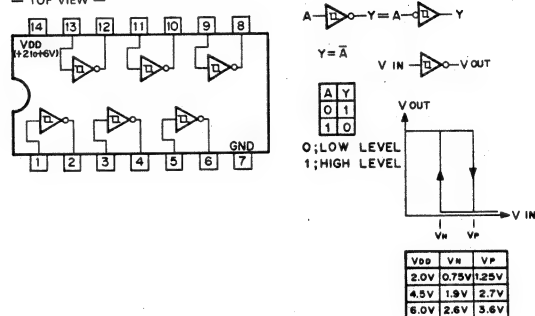 — TOP VIEW —
14 13 12 11 10 9 8
VDD
(+2 to +6V)
GND
1 2 3 4 5 6 7
A Y = A Y
Y = A̅
V IN V OUT
A Y
0 1
1 0
0 ; LOW LEVEL
1 ; HIGH LEVEL
V OUT
V IN
VN VP
VDD VN VP
2.0V 0.75V 1.25V
4.5V 1.9V 2.7V
6.0V 2.6V 3.6V